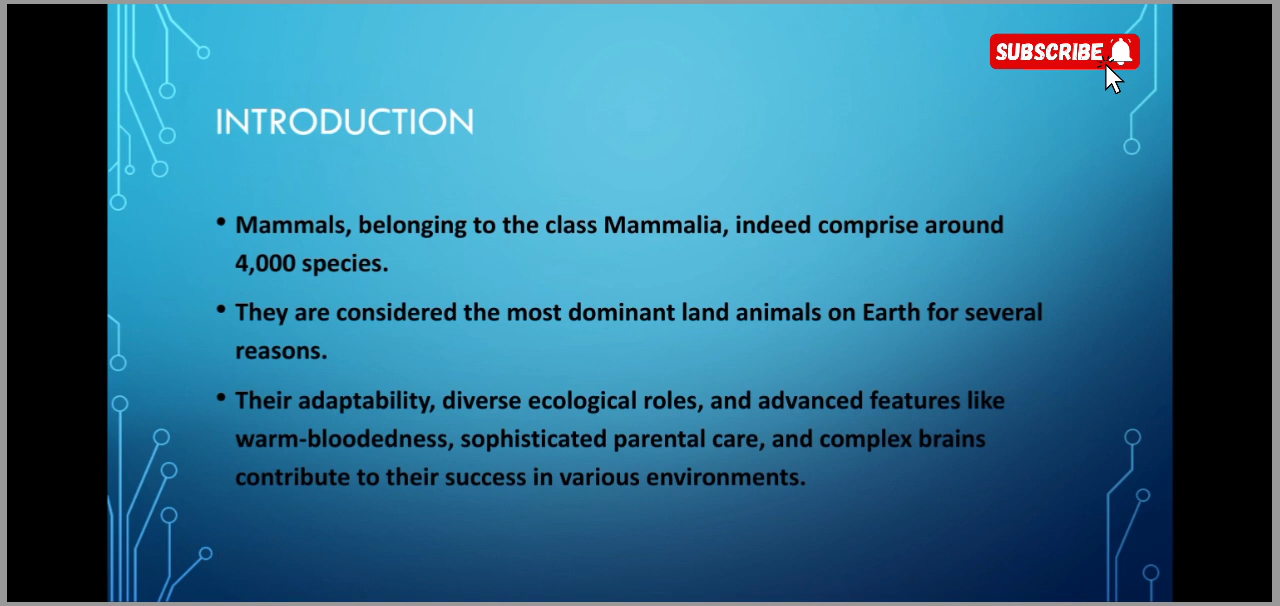 SUBSCRIBE
INTRODUCTION
• Mammals, belonging to the class Mammalia, indeed comprise around
4,000 species.
• They are considered the most dominant land animals on Earth for several
reasons.
• Their adaptability, diverse ecological roles, and advanced features like
warm-bloodedness, sophisticated parental care, and complex brains
contribute to their success in various environments.